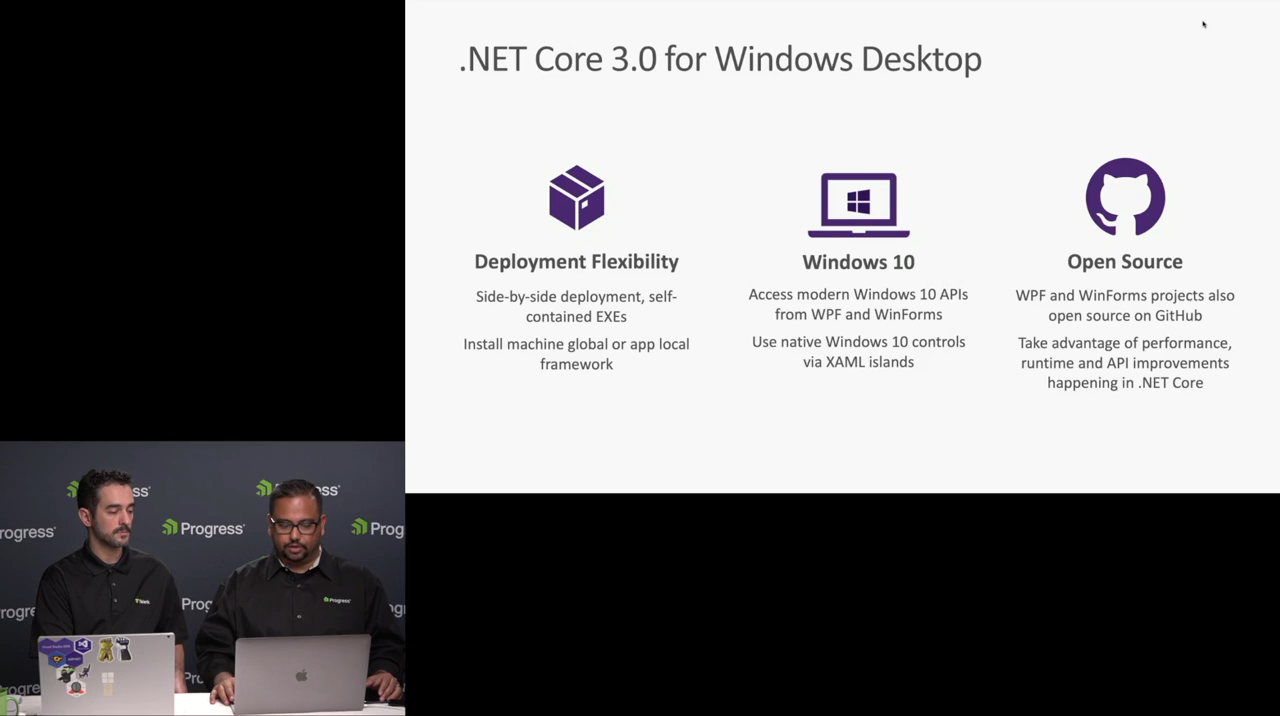 .NET Core 3.0 for Windows Desktop
Deployment Flexibility
Side-by-side deployment, self-
contained EXEs
Install machine global or app local
framework
Windows 10
Access modern Windows 10 APIs
from WPF and WinForms
Use native Windows 10 controls
via XAML islands
Open Source
WPF and WinForms projects also
open source on GitHub
Take advantage of performance,
runtime and API improvements
happening in .NET Core
Progress
Progress